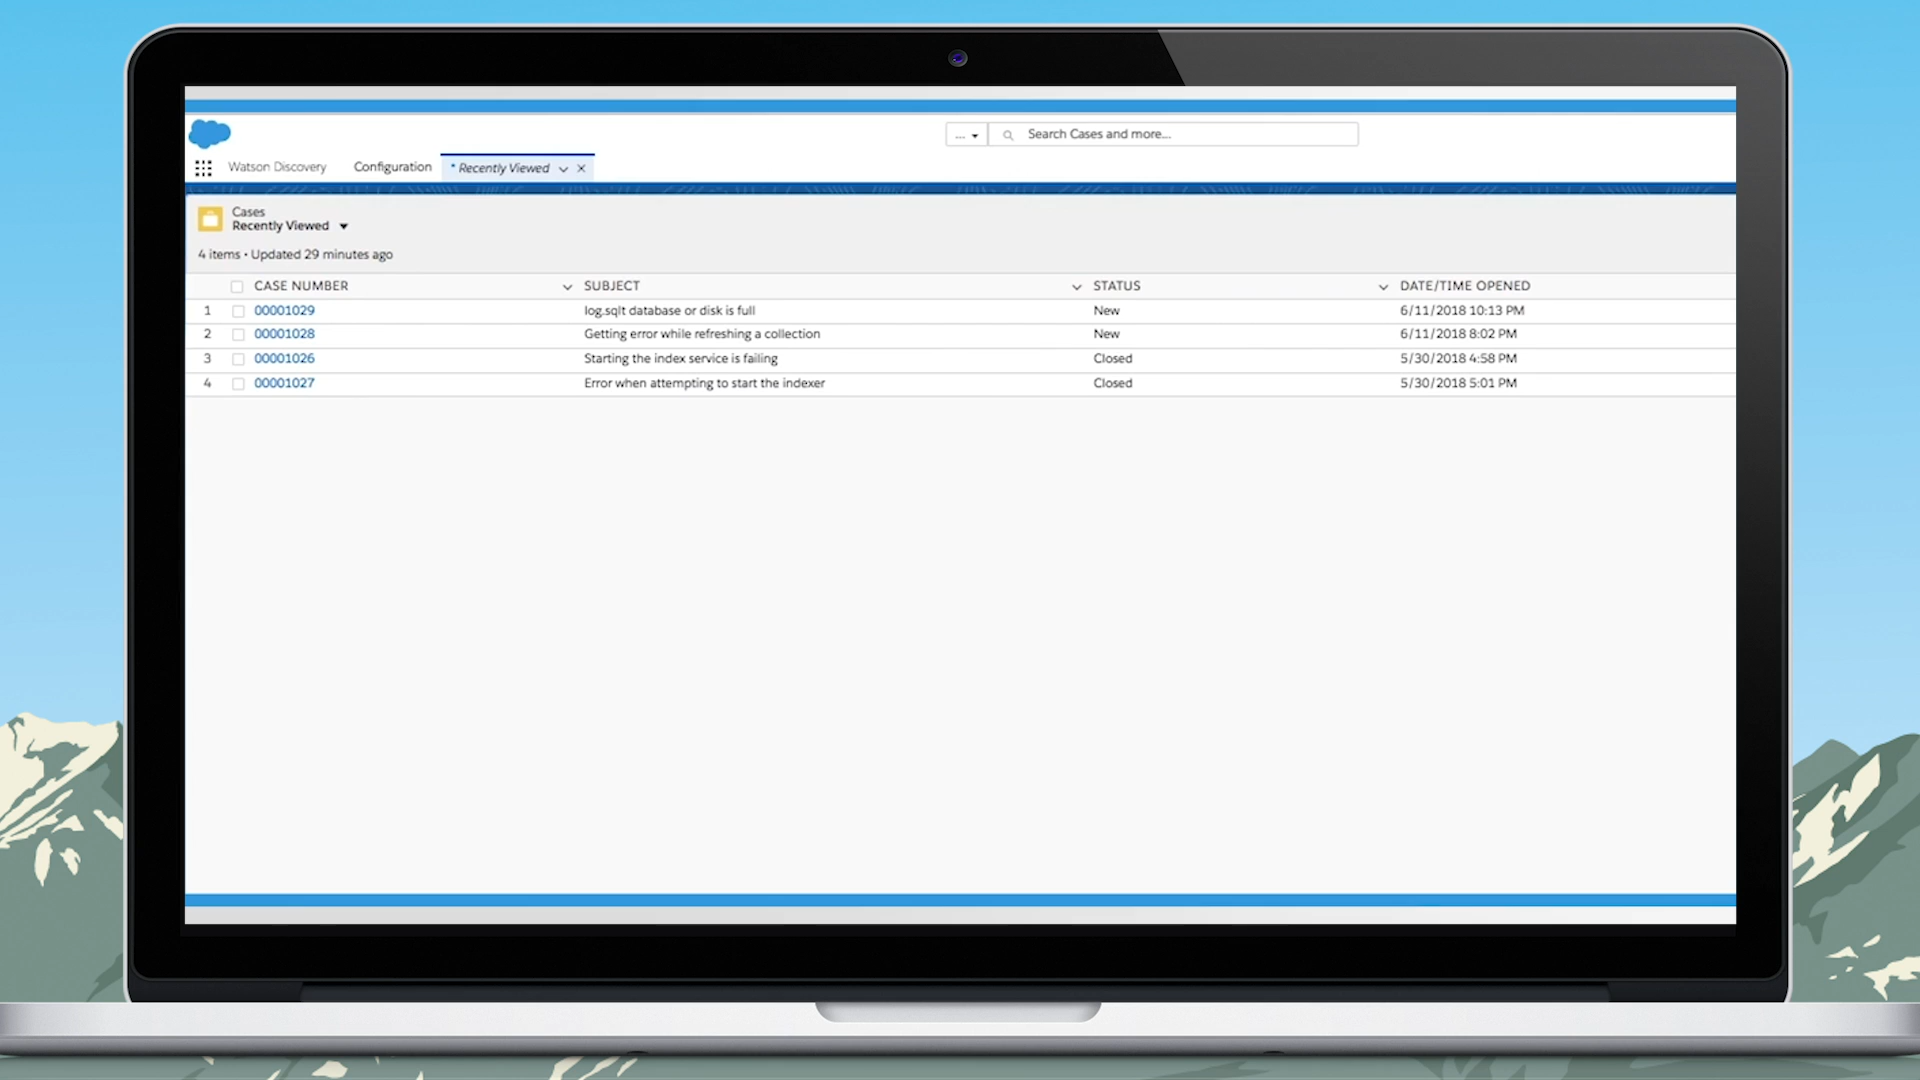 ... Search Cases and more...
Watson Discovery Configuration * Recently Viewed
Cases
Recently Viewed
4 items • Updated 29 minutes ago
CASE NUMBER SUBJECT STATUS DATE/TIME OPENED
1 00001029 log.sqlt database or disk is full New 6/11/2018 10:13 PM
2 00001028 Getting error while refreshing a collection New 6/11/2018 8:02 PM
3 00001026 Starting the index service is failing Closed 5/30/2018 4:58 PM
4 00001027 Error when attempting to start the indexer Closed 5/30/2018 5:01 PM